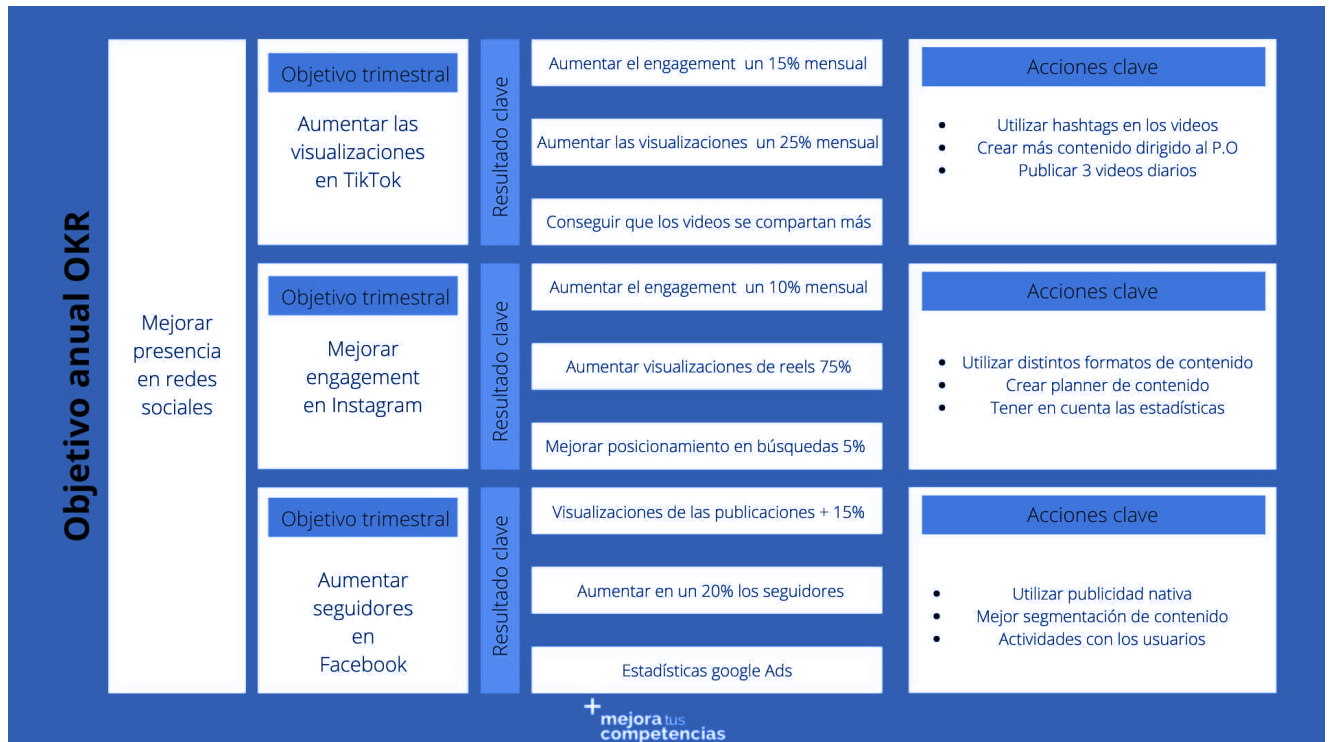 Objetivo anual OKR
Mejorar
presencia
en redes
sociales
Objetivo trimestral
Aumentar las
visualizaciones
en TikTok
Resultado clave
Aumentar el engagement un 15% mensual
Aumentar las visualizaciones un 25% mensual
Conseguir que los videos se compartan más
Acciones clave
• Utilizar hashtags en los videos
• Crear más contenido dirigido al P.O
• Publicar 3 videos diarios
Objetivo trimestral
Mejorar
engagement
en Instagram
Resultado clave
Aumentar el engagement un 10% mensual
Aumentar visualizaciones de reels 75%
Mejorar posicionamiento en búsquedas 5%
Acciones clave
• Utilizar distintos formatos de contenido
• Crear planner de contenido
• Tener en cuenta las estadísticas
Objetivo trimestral
Aumentar
seguidores
en
Facebook
Resultado clave
Visualizaciones de las publicaciones + 15%
Aumentar en un 20% los seguidores
Estadísticas google Ads
Acciones clave
• Utilizar publicidad nativa
• Mejor segmentación de contenido
• Actividades con los usuarios
+
mejora tus
competencias